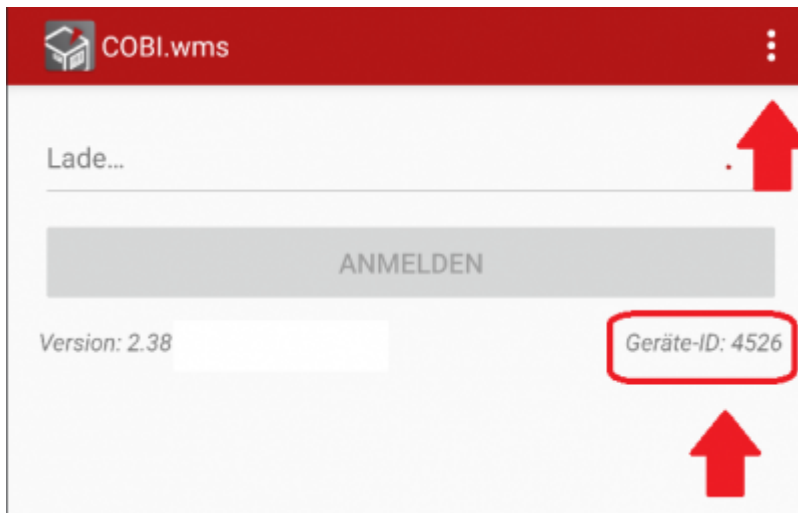 COBI.wms
Lade...
ANMELDEN
Version: 2.38
Geräte-ID: 4526